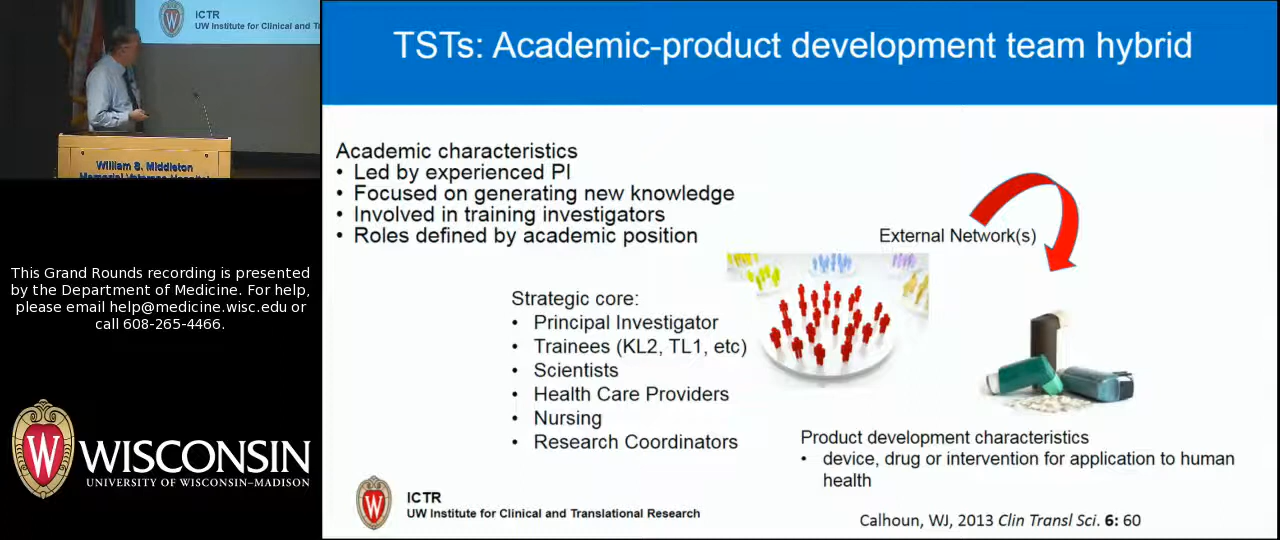 ICTR
UW Institute for Clinical and T
William S. Middleton
Memorial Veterans Hospital
This Grand Rounds recording is presented
by the Department of Medicine. For help,
please email help@medicine.wisc.edu or
call 608-265-4466.
W
WISCONSIN
UNIVERSITY OF WISCONSIN–MADISON
TSTs: Academic-product development team hybrid
Academic characteristics
• Led by experienced PI
• Focused on generating new knowledge
• Involved in training investigators
• Roles defined by academic position
External Network(s)
Strategic core:
• Principal Investigator
• Trainees (KL2, TL1, etc)
• Scientists
• Health Care Providers
• Nursing
• Research Coordinators
Product development characteristics
• device, drug or intervention for application to human
health
W
ICTR
UW Institute for Clinical and Translational Research
Calhoun, WJ, 2013 Clin Transl Sci. 6: 60